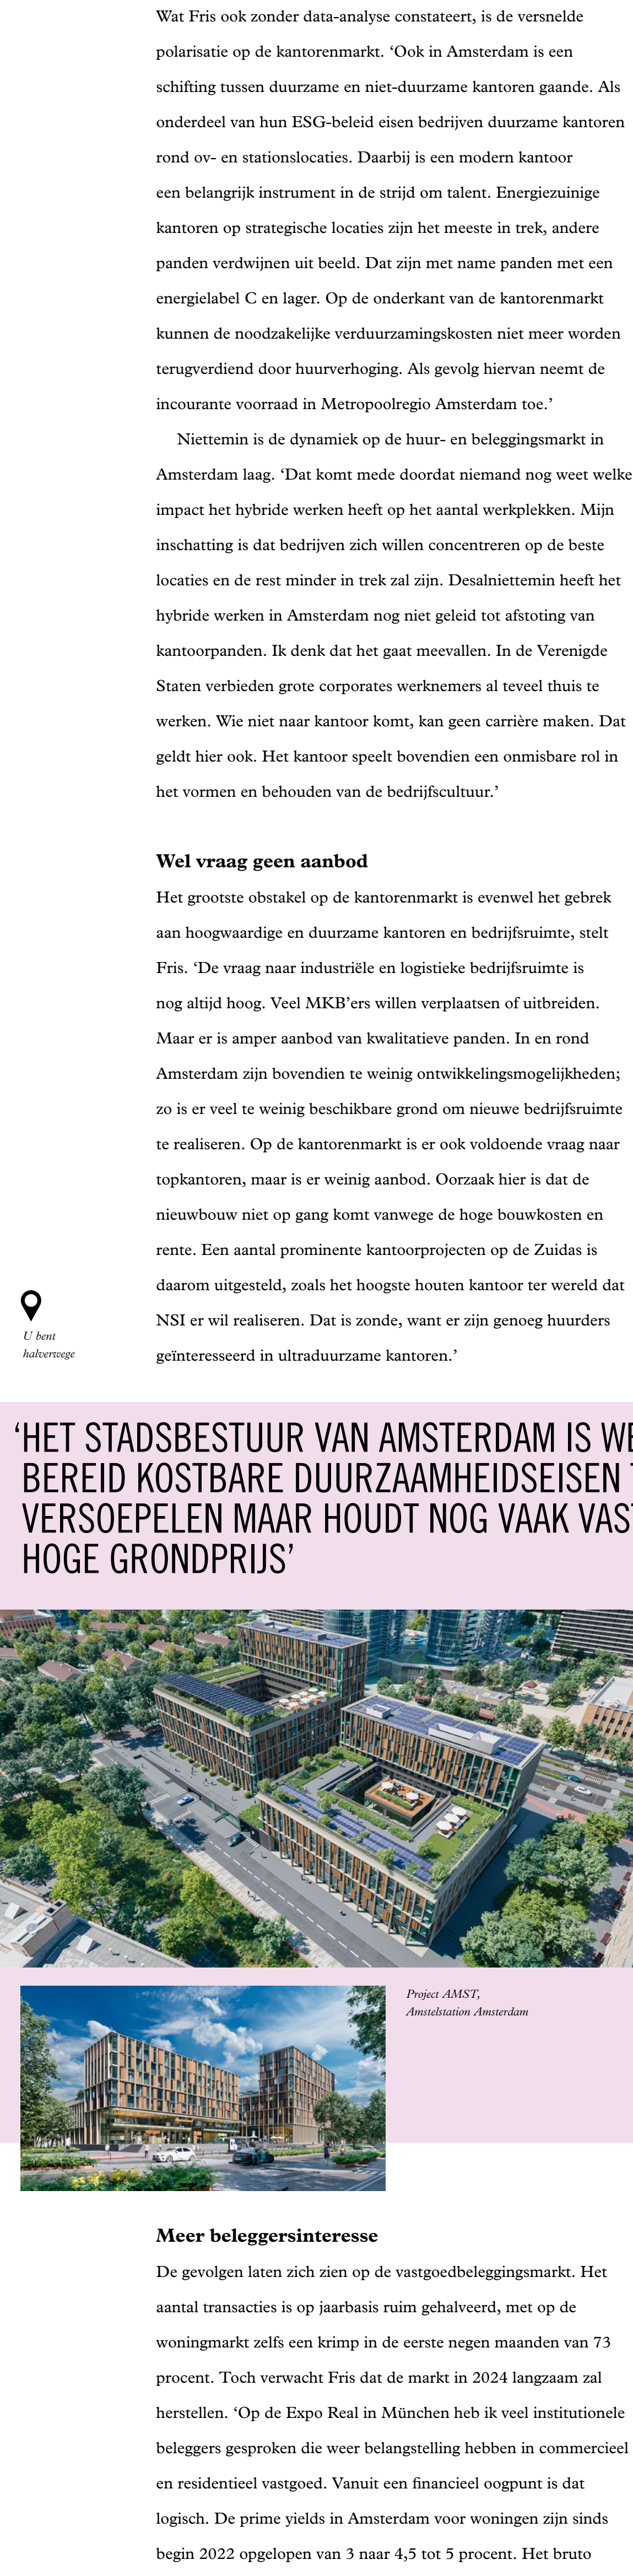 Wat Fris ook zonder data-analyse constateert, is de versnelde
polarisatie op de kantorenmarkt. ‘Ook in Amsterdam is een
schifting tussen duurzame en niet-duurzame kantoren gaande. Als
onderdeel van hun ESG-beleid eisen bedrijven duurzame kantoren
rond ov- en stationslocaties. Daarbij is een modern kantoor
een belangrijk instrument in de strijd om talent. Energiezuinige
kantoren op strategische locaties zijn het meeste in trek, andere
panden verdwijnen uit beeld. Dat zijn met name panden met een
energielabel C en lager. Op de onderkant van de kantorenmarkt
kunnen de noodzakelijke verduurzamingskosten niet meer worden
terugverdiend door huurverhoging. Als gevolg hiervan neemt de
incourante voorraad in Metropoolregio Amsterdam toe.’
Niettemin is de dynamiek op de huur- en beleggingsmarkt in
Amsterdam laag. ‘Dat komt mede doordat niemand nog weet welke
impact het hybride werken heeft op het aantal werkplekken. Mijn
inschatting is dat bedrijven zich willen concentreren op de beste
locaties en de rest minder in trek zal zijn. Desalniettemin heeft het
hybride werken in Amsterdam nog niet geleid tot afstoting van
kantoorpanden. Ik denk dat het gaat meevallen. In de Verenigde
Staten verbieden grote corporates werknemers al teveel thuis te
werken. Wie niet naar kantoor komt, kan geen carrière maken. Dat
geldt hier ook. Het kantoor speelt bovendien een onmisbare rol in
het vormen en behouden van de bedrijfscultuur.’
Wel vraag geen aanbod
Het grootste obstakel op de kantorenmarkt is evenwel het gebrek
aan hoogwaardige en duurzame kantoren en bedrijfsruimte, stelt
Fris. ‘De vraag naar industriële en logistieke bedrijfsruimte is
nog altijd hoog. Veel MKB’ers willen verplaatsen of uitbreiden.
Maar er is amper aanbod van kwalitatieve panden. In en rond
Amsterdam zijn bovendien te weinig ontwikkelingsmogelijkheden;
zo is er veel te weinig beschikbare grond om nieuwe bedrijfsruimte
te realiseren. Op de kantorenmarkt is er ook voldoende vraag naar
topkantoren, maar is er weinig aanbod. Oorzaak hier is dat de
nieuwbouw niet op gang komt vanwege de hoge bouwkosten en
rente. Een aantal prominente kantoorprojecten op de Zuidas is
daarom uitgesteld, zoals het hoogste houten kantoor ter wereld dat
NSI er wil realiseren. Dat is zonde, want er zijn genoeg huurders
geïnteresseerd in ultraduurzame kantoren.’
U bent
halverwege
‘HET STADSBESTUUR VAN AMSTERDAM IS WE
BEREID KOSTBARE DUURZAAMHEIDSEISEN T
VERSOEPELEN MAAR HOUDT NOG VAAK VAST
HOGE GRONDPRIJS’
Project AMST,
Amstelstation Amsterdam
Meer beleggersinteresse
De gevolgen laten zich zien op de vastgoedbeleggingsmarkt. Het
aantal transacties is op jaarbasis ruim gehalveerd, met op de
woningmarkt zelfs een krimp in de eerste negen maanden van 73
procent. Toch verwacht Fris dat de markt in 2024 langzaam zal
herstellen. ‘Op de Expo Real in München heb ik veel institutionele
beleggers gesproken die weer belangstelling hebben in commercieel
en residentieel vastgoed. Vanuit een financieel oogpunt is dat
logisch. De prime yields in Amsterdam voor woningen zijn sinds
begin 2022 opgelopen van 3 naar 4,5 tot 5 procent. Het bruto